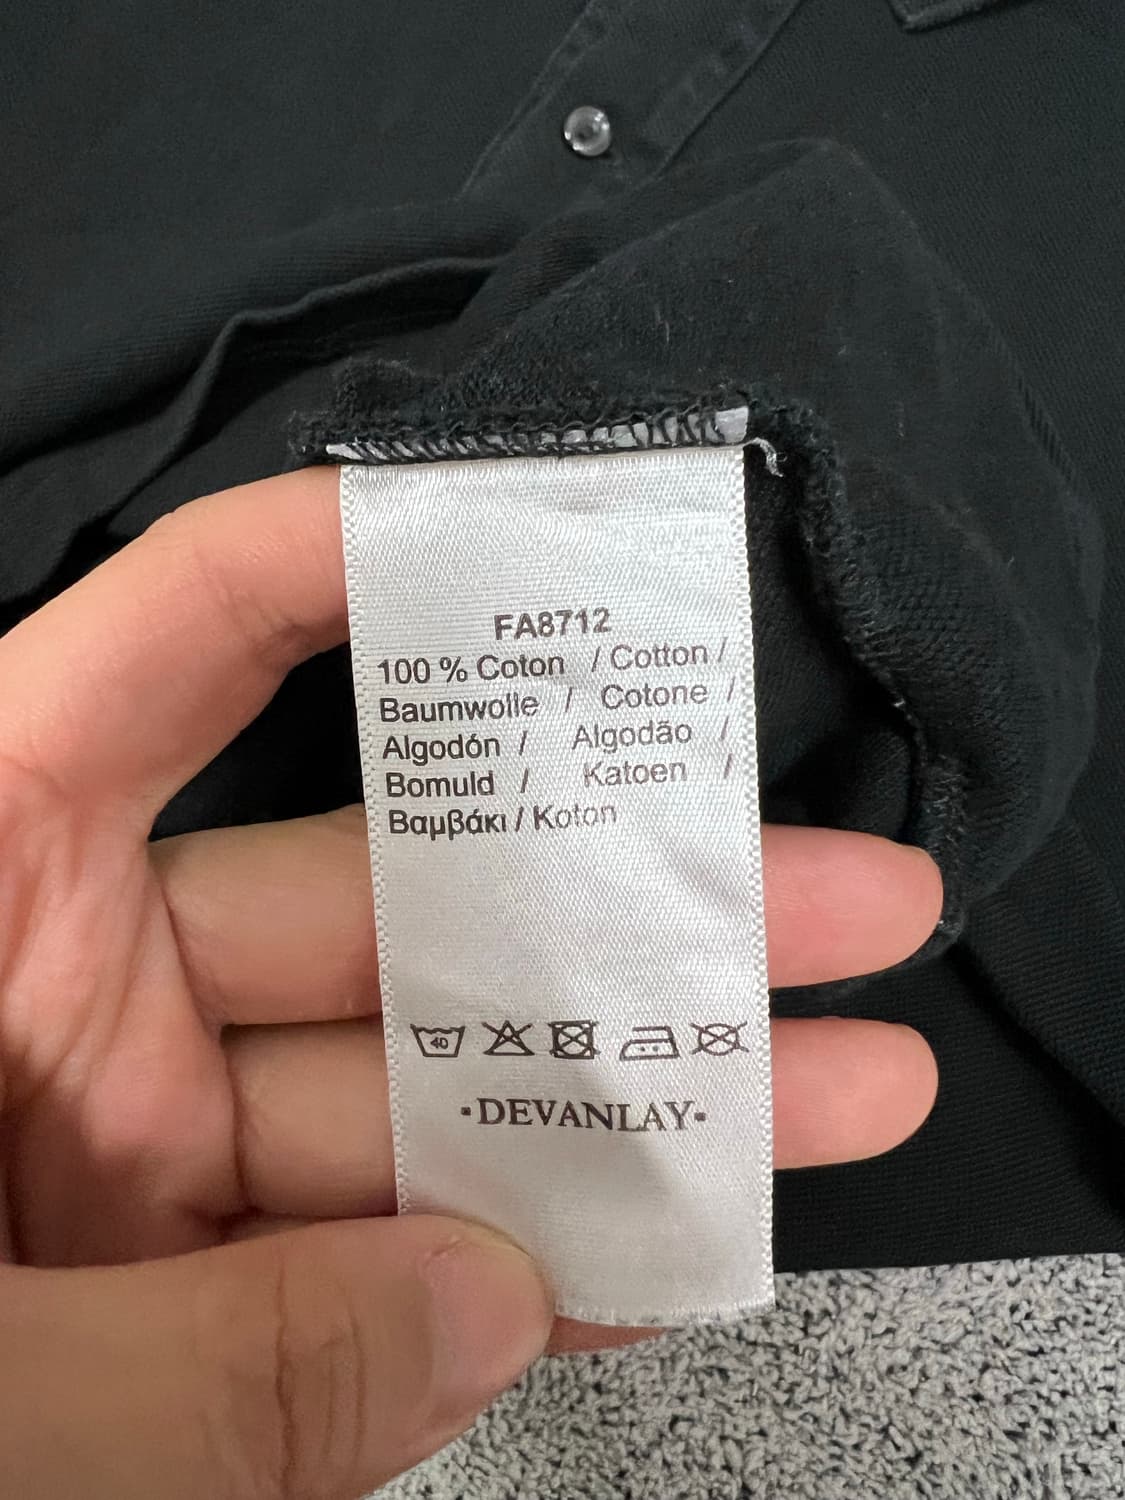 FA8712
100 % Coton / Cotton /
Baumwolle / Cotone /
Algodón / Algodão /
Bomuld / Katoen /
Βαμβάκι / Koton
40
·DEVANLAY·